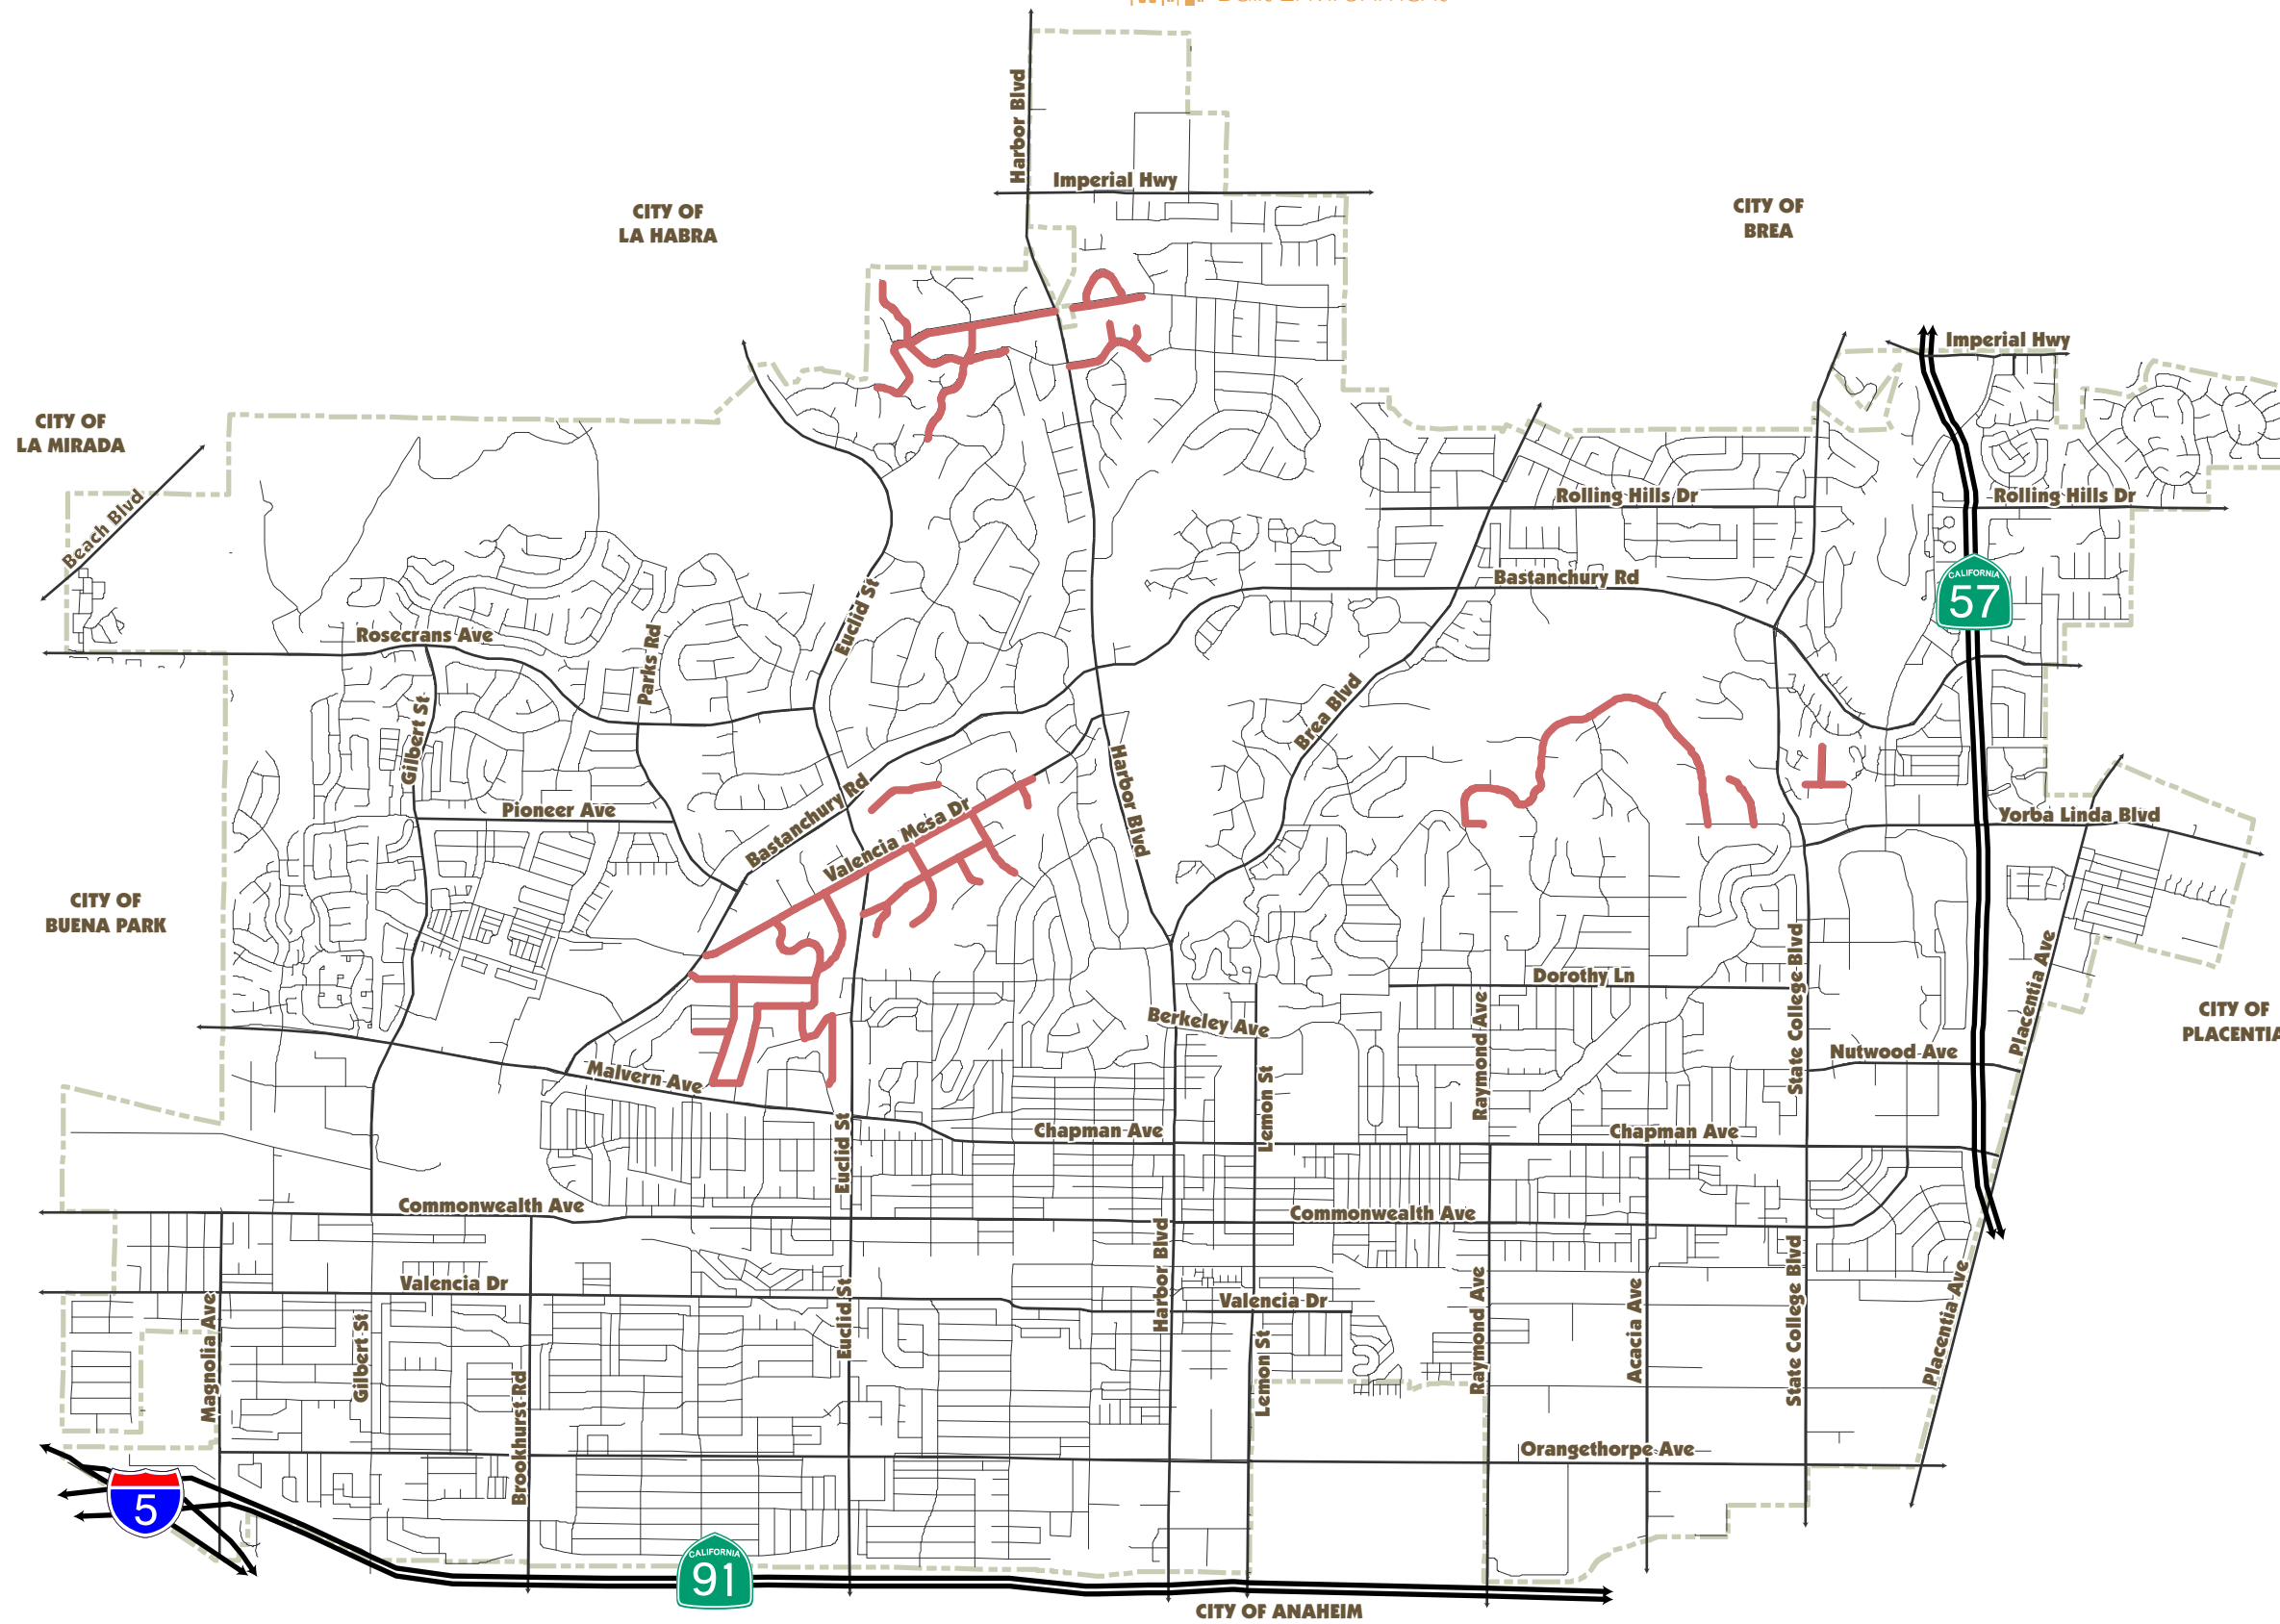 Harbor Blvd
Imperial Hwy
CITY OF
LA HABRA
CITY OF
BREA
Imperial Hwy
CITY OF
LA MIRADA
Beach Blvd
Rolling Hills Dr
Rolling Hills Dr
Bastanchury Rd
CALIFORNIA
57
Euclid St
Rosecrans Ave
Parks Rd
Gilbert St
Brea Blvd
Harbor Blvd
Pioneer Ave
Bastanchury Rd
Valencia Mesa Dr
Yorba Linda Blvd
CITY OF
BUENA PARK
State College Blvd
Placentia Ave
Dorothy Ln
Raymond Ave
Berkeley Ave
CITY OF
PLACENTIA
Nutwood Ave
Malvern Ave
Lemon St
Euclid St
Chapman Ave
Chapman Ave
Commonwealth Ave
Commonwealth Ave
Harbor Blvd
State College Blvd
Valencia Dr
Valencia Dr
Magnolia Ave
Gilbert St
Euclid St
Raymond Ave
Acacia Ave
Placentia Ave
Lemon St
Brookhurst Rd
Orangethorpe Ave
5
CALIFORNIA
91
CITY OF ANAHEIM